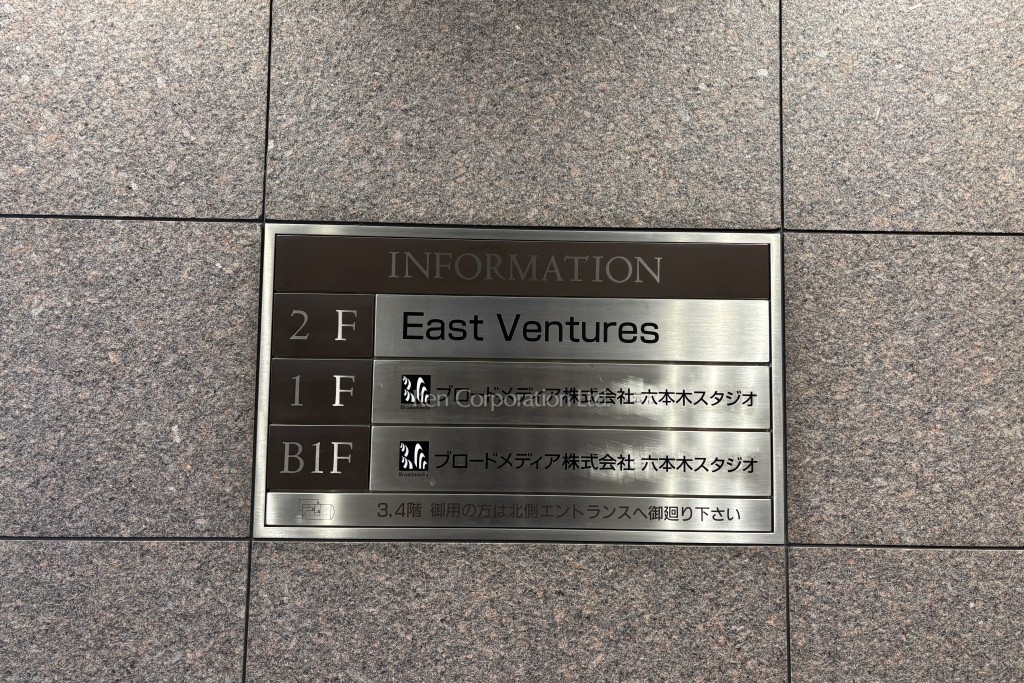 INFORMATION
2 F East Ventures
1 F ブロードメディア株式会社 六本木スタジオ
Ken Corporation Ltd.
B1F ブロードメディア株式会社 六本木スタジオ
3,4階 御用の方は北側エントランスへ御廻り下さい